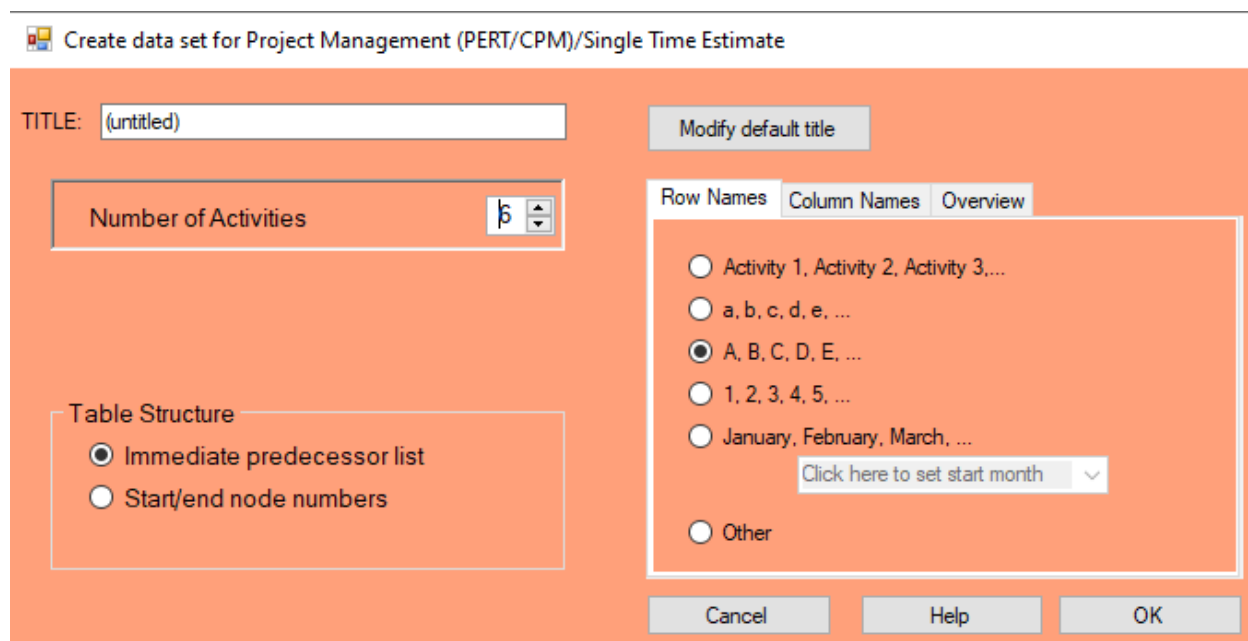 Create data set for Project Management (PERT/CPM)/Single Time Estimate
TITLE: (untitled)
Modify default title
Number of Activities 6
Row Names Column Names Overview
Activity 1, Activity 2, Activity 3,...
a, b, c, d, e, ...
A, B, C, D, E, ...
1, 2, 3, 4, 5, ...
January, February, March, ...
Click here to set start month
Other
Table Structure
Immediate predecessor list
Start/end node numbers
Cancel Help OK